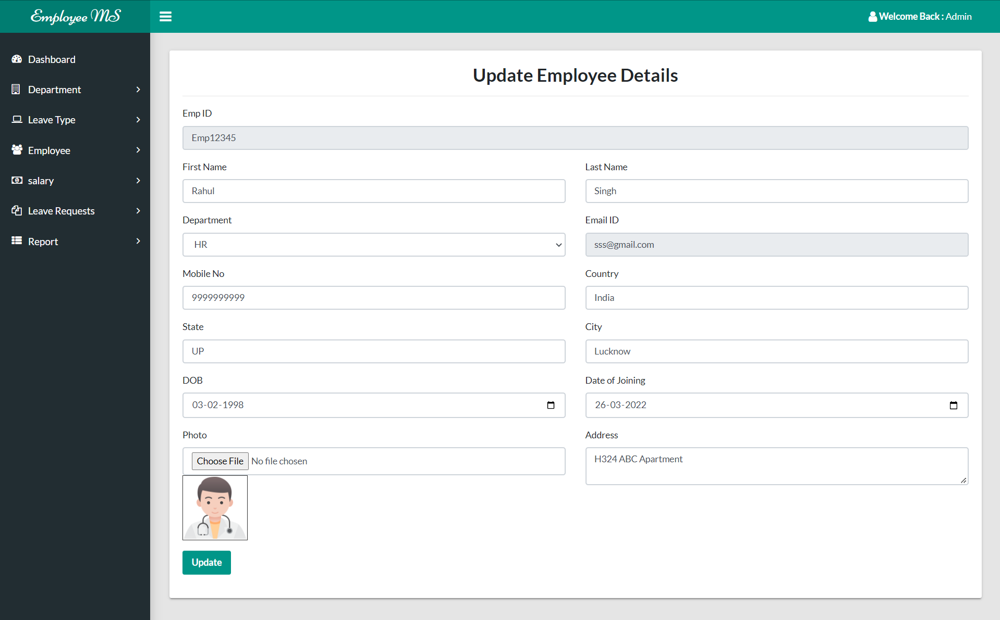 Employee MS
Welcome Back : Admin
Dashboard
Department
Leave Type
Employee
salary
Leave Requests
Report
Update Employee Details
Emp ID
Emp12345
First Name
Last Name
Rahul
Singh
Department
Email ID
HR
sss@gmail.com
Mobile No
Country
9999999999
India
State
City
UP
Lucknow
DOB
Date of Joining
03-02-1998
26-03-2022
Photo
Address
Choose File No file chosen
H324 ABC Apartment
Update